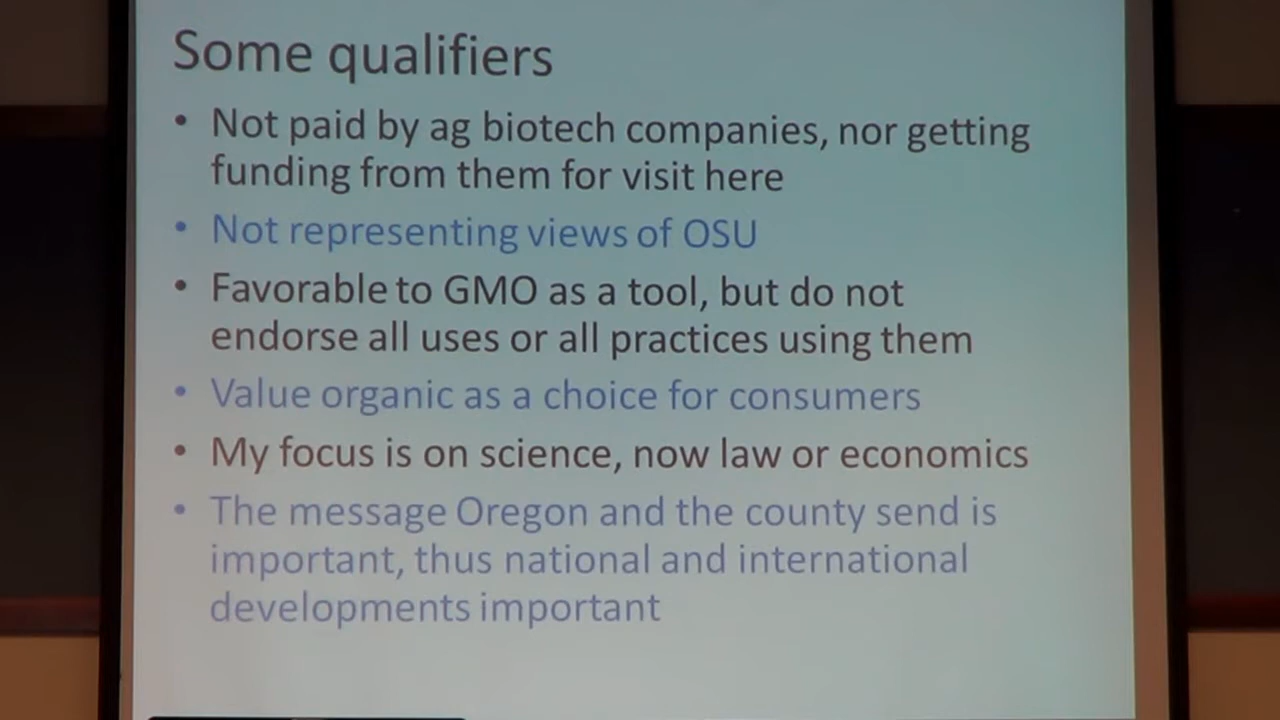 Some qualifiers
• Not paid by ag biotech companies, nor getting
funding from them for visit here
• Not representing views of OSU
• Favorable to GMO as a tool, but do not
endorse all uses or all practices using them
• Value organic as a choice for consumers
• My focus is on science, now law or economics
• The message Oregon and the county send is
important, thus national and international
developments important